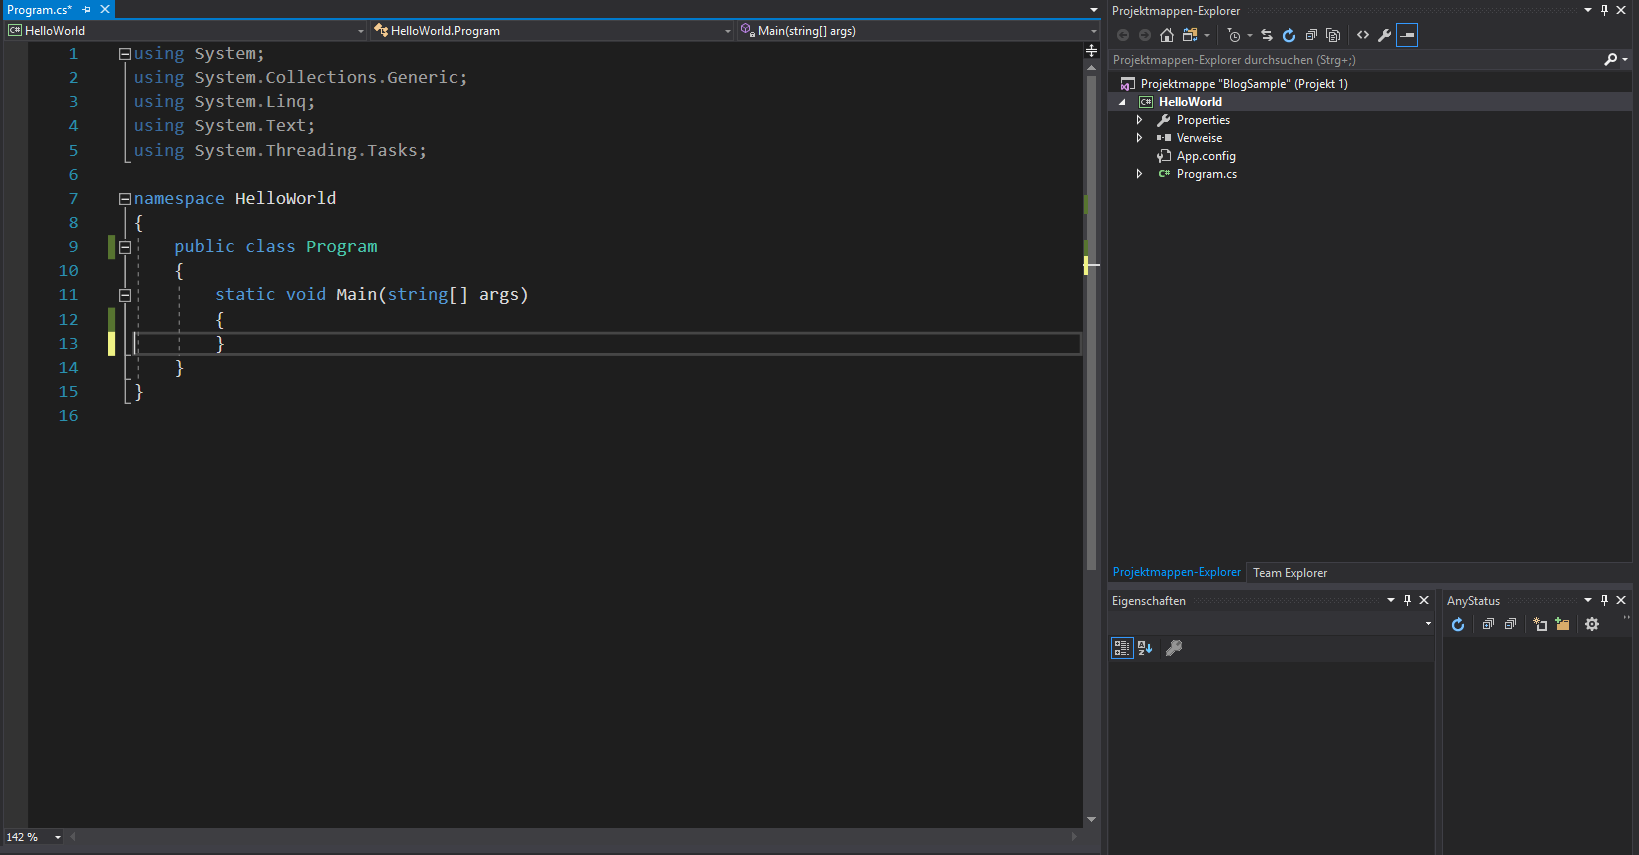 Program.cs*
HelloWorld
HelloWorld.Program
Main(string[] args)
1 using System;
2 using System.Collections.Generic;
3 using System.Linq;
4 using System.Text;
5 using System.Threading.Tasks;
6
7 namespace HelloWorld
8 {
9 public class Program
10 {
11 static void Main(string[] args)
12 {
13 }
14 }
15 }
16
142 %
Projektmappen-Explorer
Projektmappen-Explorer durchsuchen (Strg+;)
Projektmappe "BlogSample" (Projekt 1)
C# HelloWorld
Properties
Verweise
App.config
C# Program.cs
Projektmappen-Explorer Team Explorer
Eigenschaften
AnyStatus